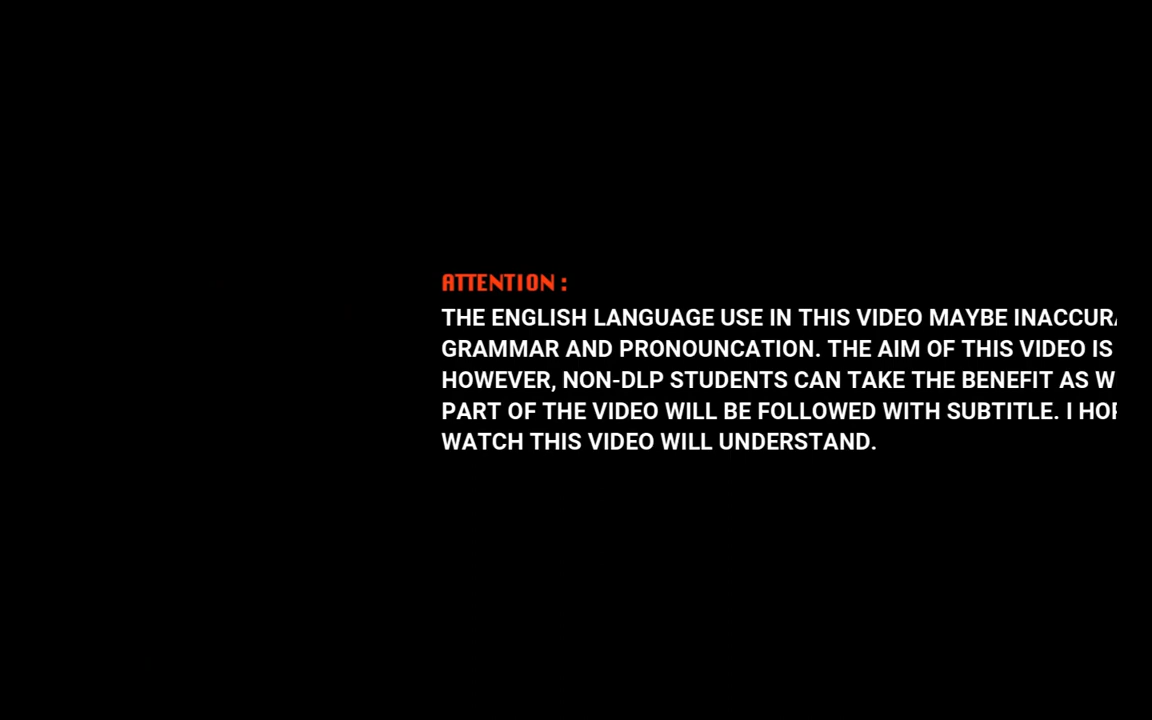 ATTENTION :
THE ENGLISH LANGUAGE USE IN THIS VIDEO MAYBE
GRAMMAR AND PRONOUNCATION. THE AIM OF THIS VIDEO IS
HOWEVER, NON-DLP STUDENTS CAN TAKE THE BENEFIT AS
PART OF THE VIDEO WILL BE FOLLOWED WITH SUBTITLE. I
WATCH THIS VIDEO WILL UNDERSTAND.